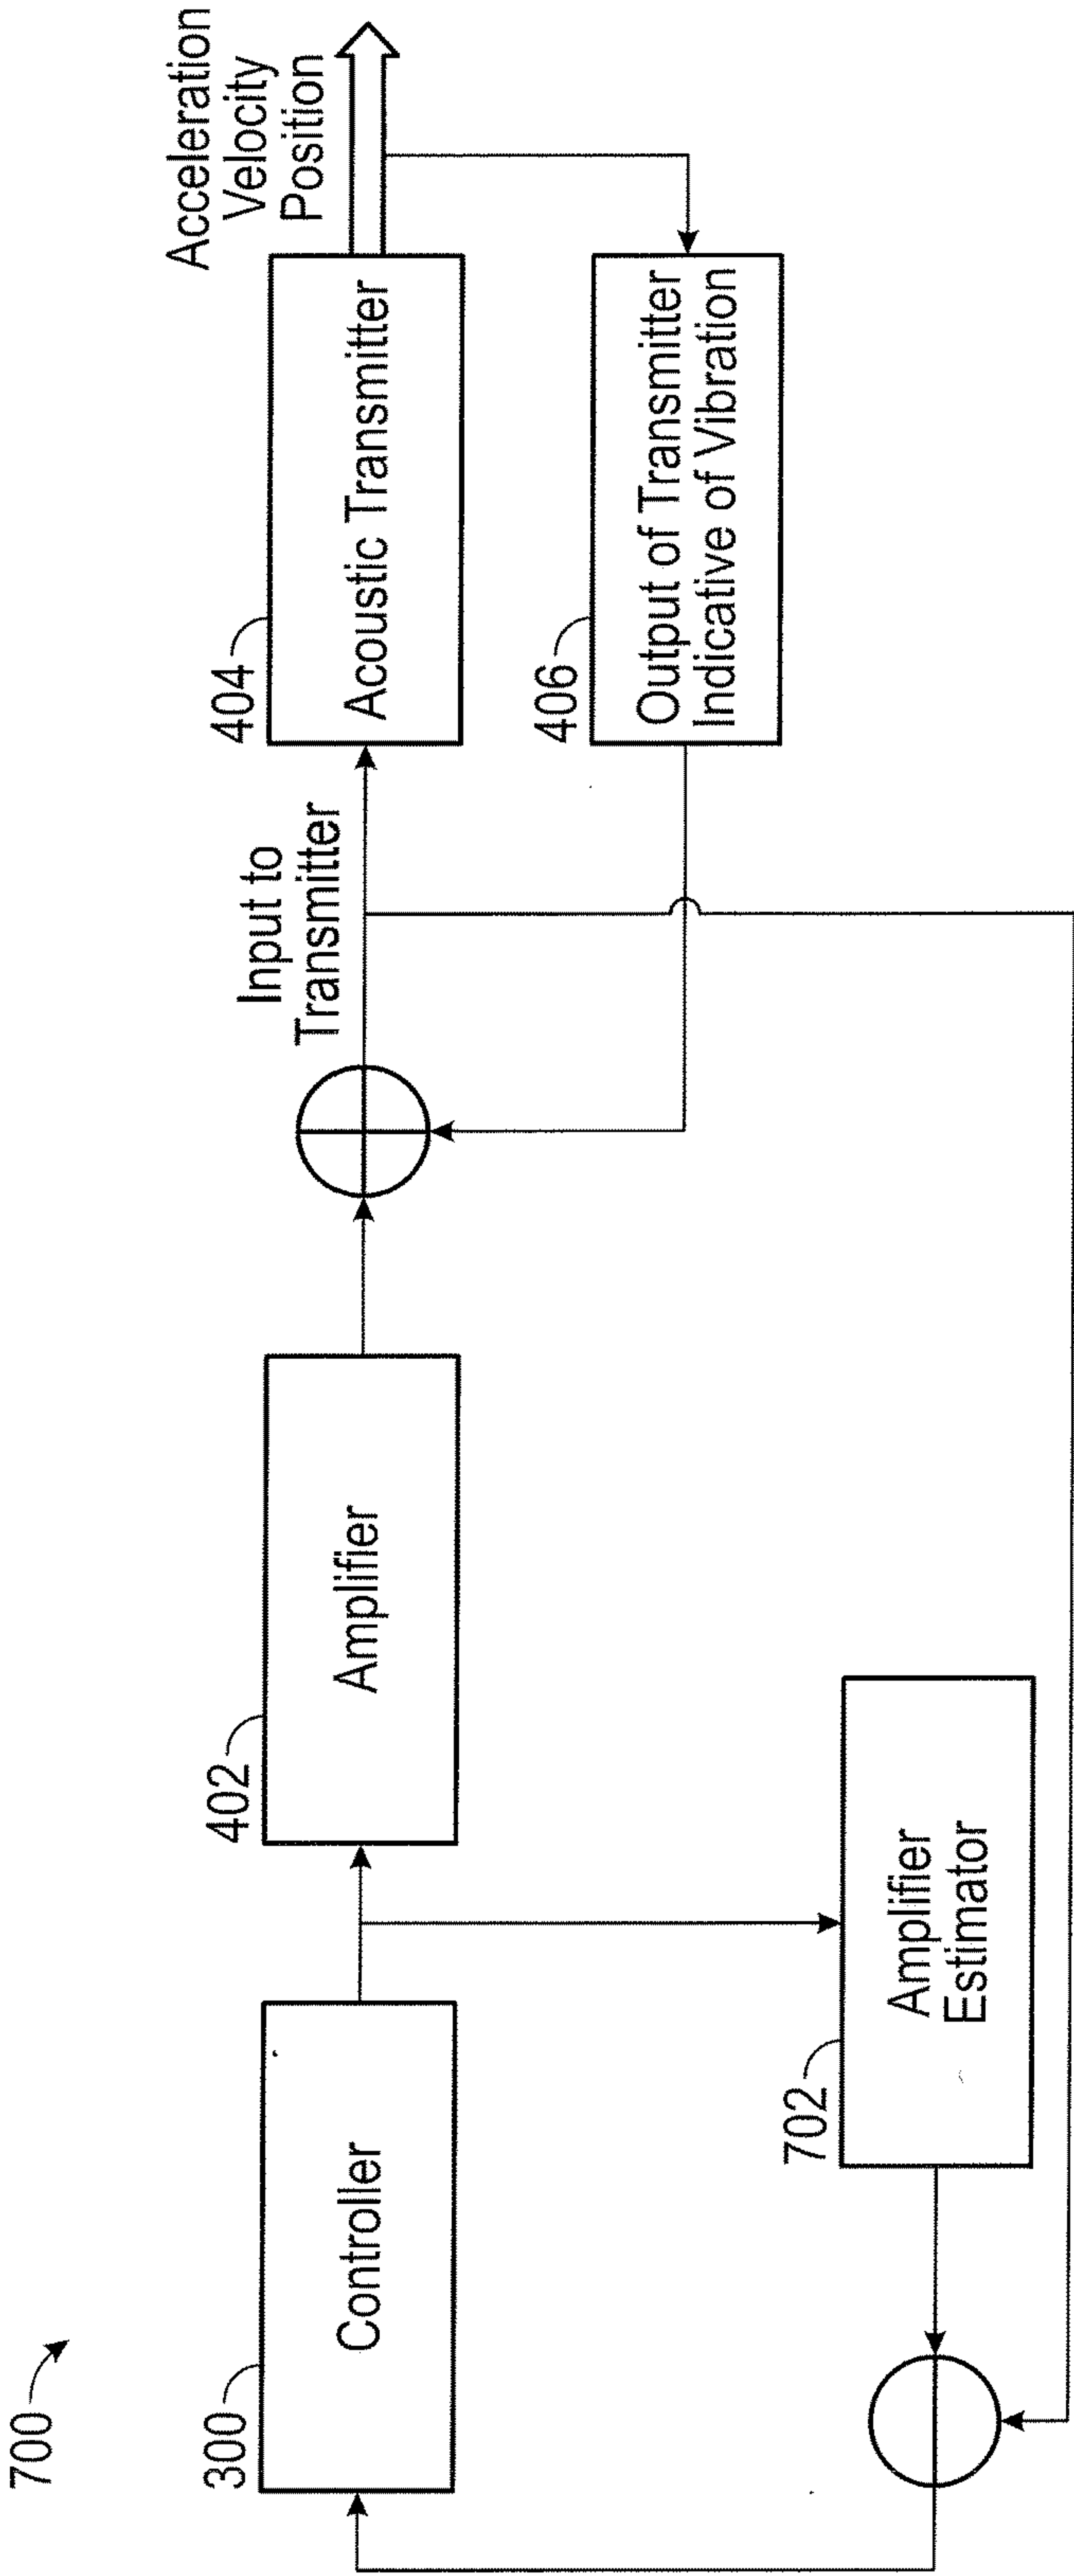 700
300
Controller
402
Amplifier
Input to
Transmitter
404
Acoustic Transmitter
Acceleration
Velocity
Position
406
Output of Transmitter
Indicative of Vibration
702
Amplifier
Estimator